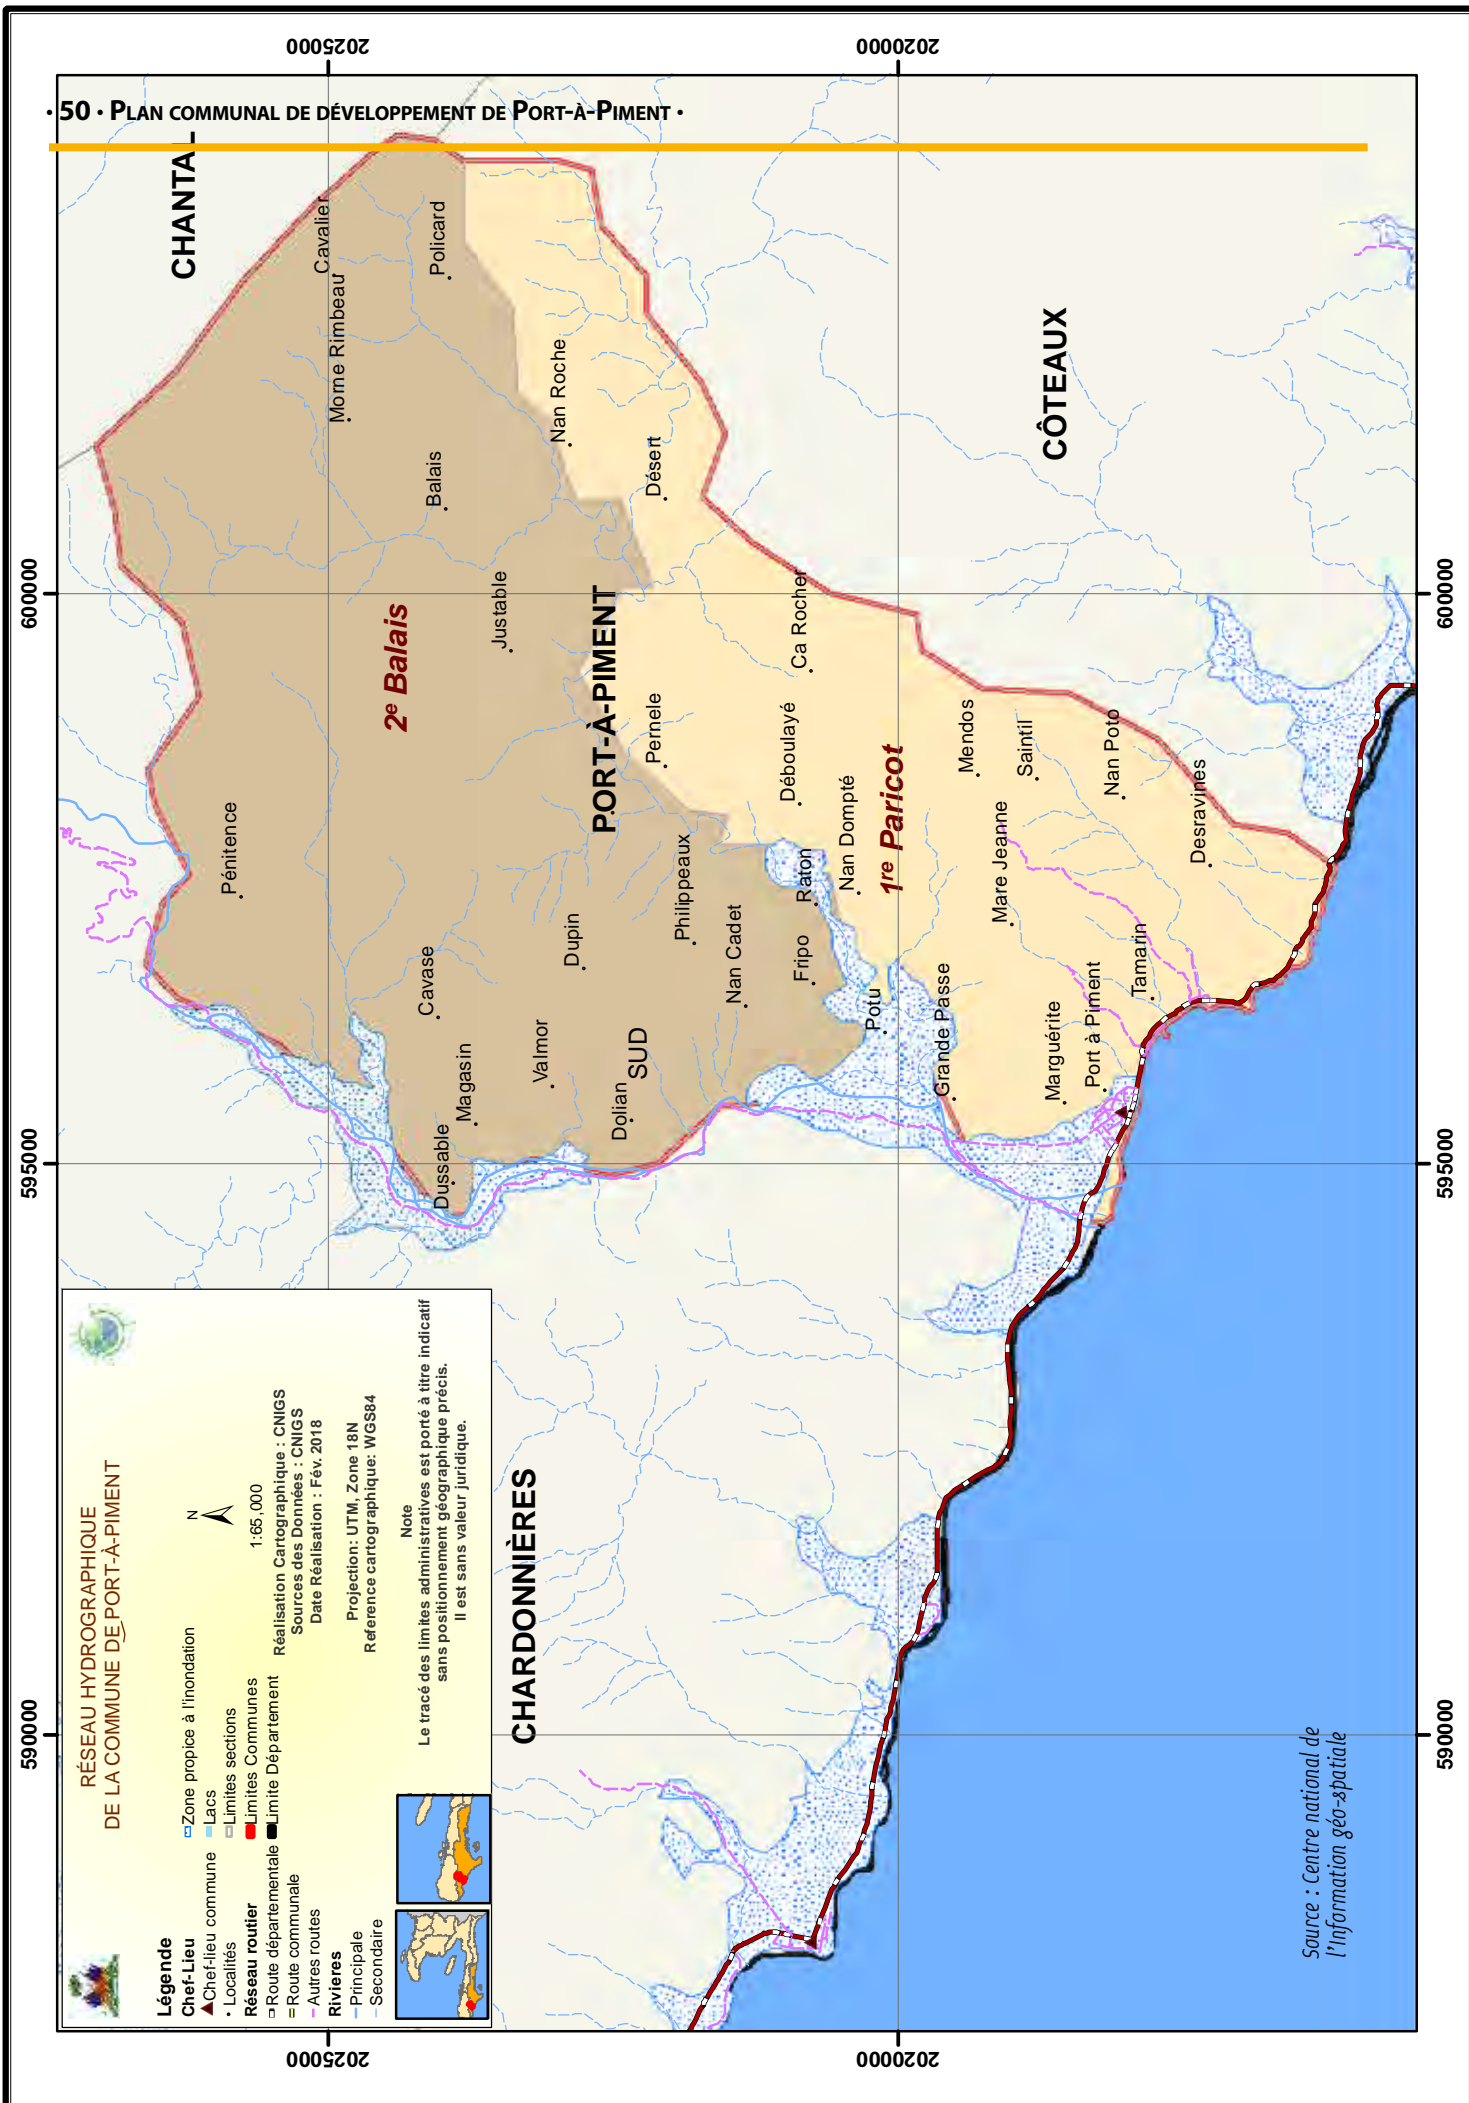 · 50 · Plan communal de développement de Port-à-Piment ·
RÉSEAU HYDROGRAPHIQUE
DE LA COMMUNE DE PORT-À-PIMENT
N
1:65,000
Réalisation Cartographique : CNIGS
Sources des Données : CNIGS
Date Réalisation : Fév. 2018
Projection: UTM, Zone 18N
Reference cartographique: WGS84
Note
Le tracé des limites administratives est porté à titre indicatif
sans positionnement géographique précis.
Il est sans valeur juridique.
Légende
Chef-Lieu
Chef-lieu commune
Localités
Réseau routier
Route départementale
Route communale
Autres routes
Rivieres
Principale
Secondaire
Zone propice à l'inondation
Lacs
Limites sections
Limites Communes
Limite Département
2025000
2020000
2025000
2020000
590000
595000
600000
590000
595000
600000
CHANTAL
Cavalier
Morne Rimbeau
Policard
Balais
Nan Roche
Désert
CÔTEAUX
Justable
2e Balais
PORT-À-PIMENT
Ca Rocher
Pernele
Déboulayé
Nan Dompté
1re Paricot
Mendos
Saintil
Nan Poto
Desravines
Mare Jeanne
Pénitence
Philippeaux
Raton
Nan Cadet
Dupin
Fripo
Cavase
Potu
Grande Passe
Tamarin
Marguérite
Port à Piment
Valmor
SUD
Magasin
Dolian
Dussable
CHARDONNIÈRES
Source : Centre national de
l'Information géo-spatiale